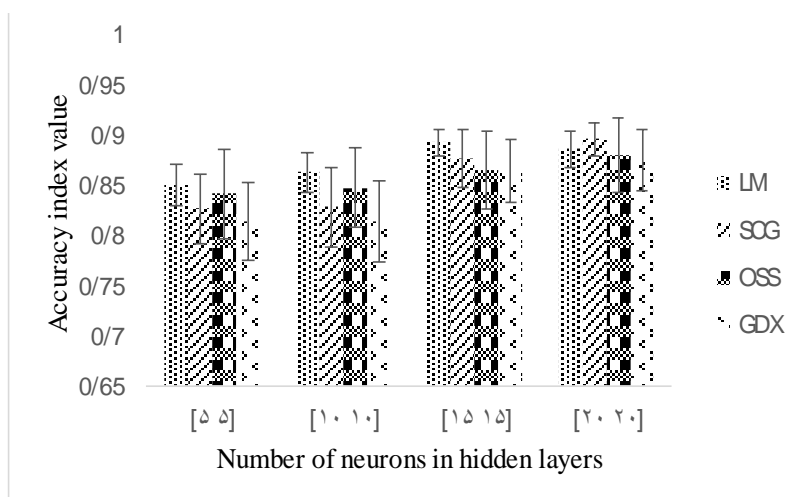 1
0/95
0/9
0/85
0/8
0/75
0/7
0/65
Accuracy index value
[۵ ۵]
[۱۰ ۱۰]
[۱۵ ۱۵]
[۲۰ ۲۰]
Number of neurons in hidden layers
LM
SCG
OSS
GDX